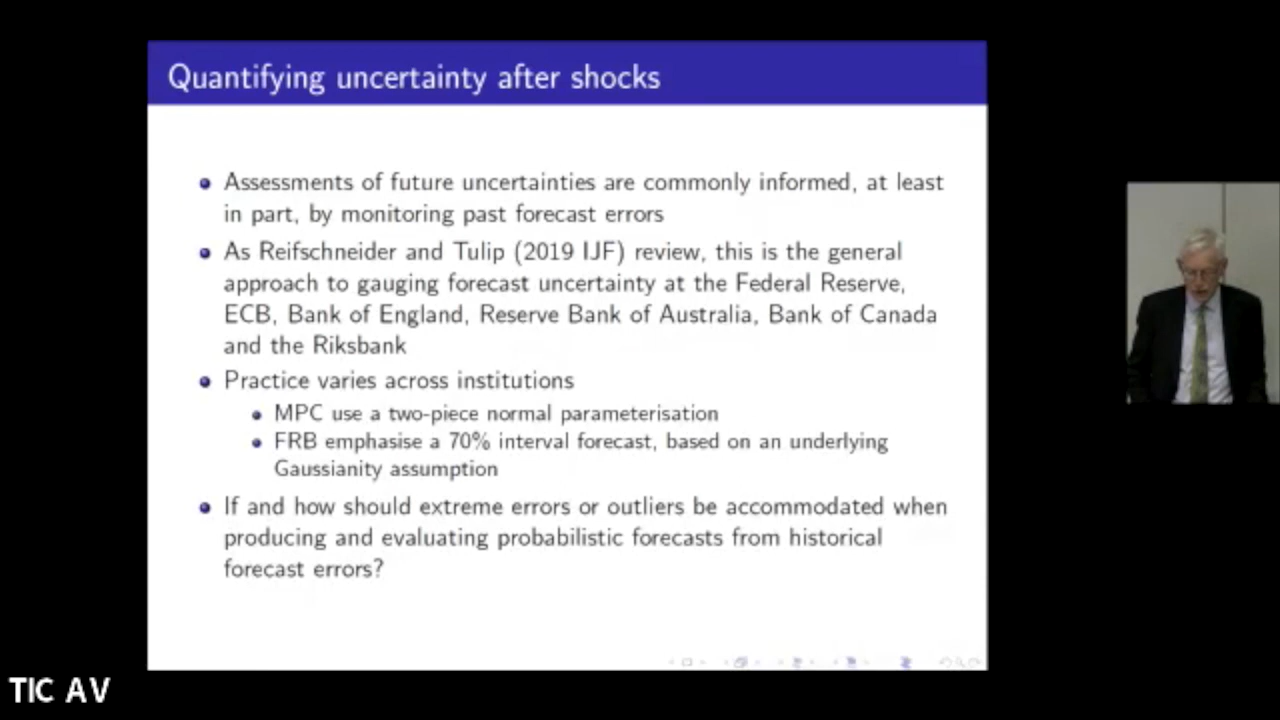 Quantifying uncertainty after shocks
Assessments of future uncertainties are commonly informed, at least
in part, by monitoring past forecast errors
As Reifschneider and Tulip (2019 IJF) review, this is the general
approach to gauging forecast uncertainty at the Federal Reserve,
ECB, Bank of England, Reserve Bank of Australia, Bank of Canada
and the Riksbank
Practice varies across institutions
MPC use a two-piece normal parameterisation
FRB emphasise a 70% interval forecast, based on an underlying
Gaussianity assumption
If and how should extreme errors or outliers be accommodated when
producing and evaluating probabilistic forecasts from historical
forecast errors?
TIC AV